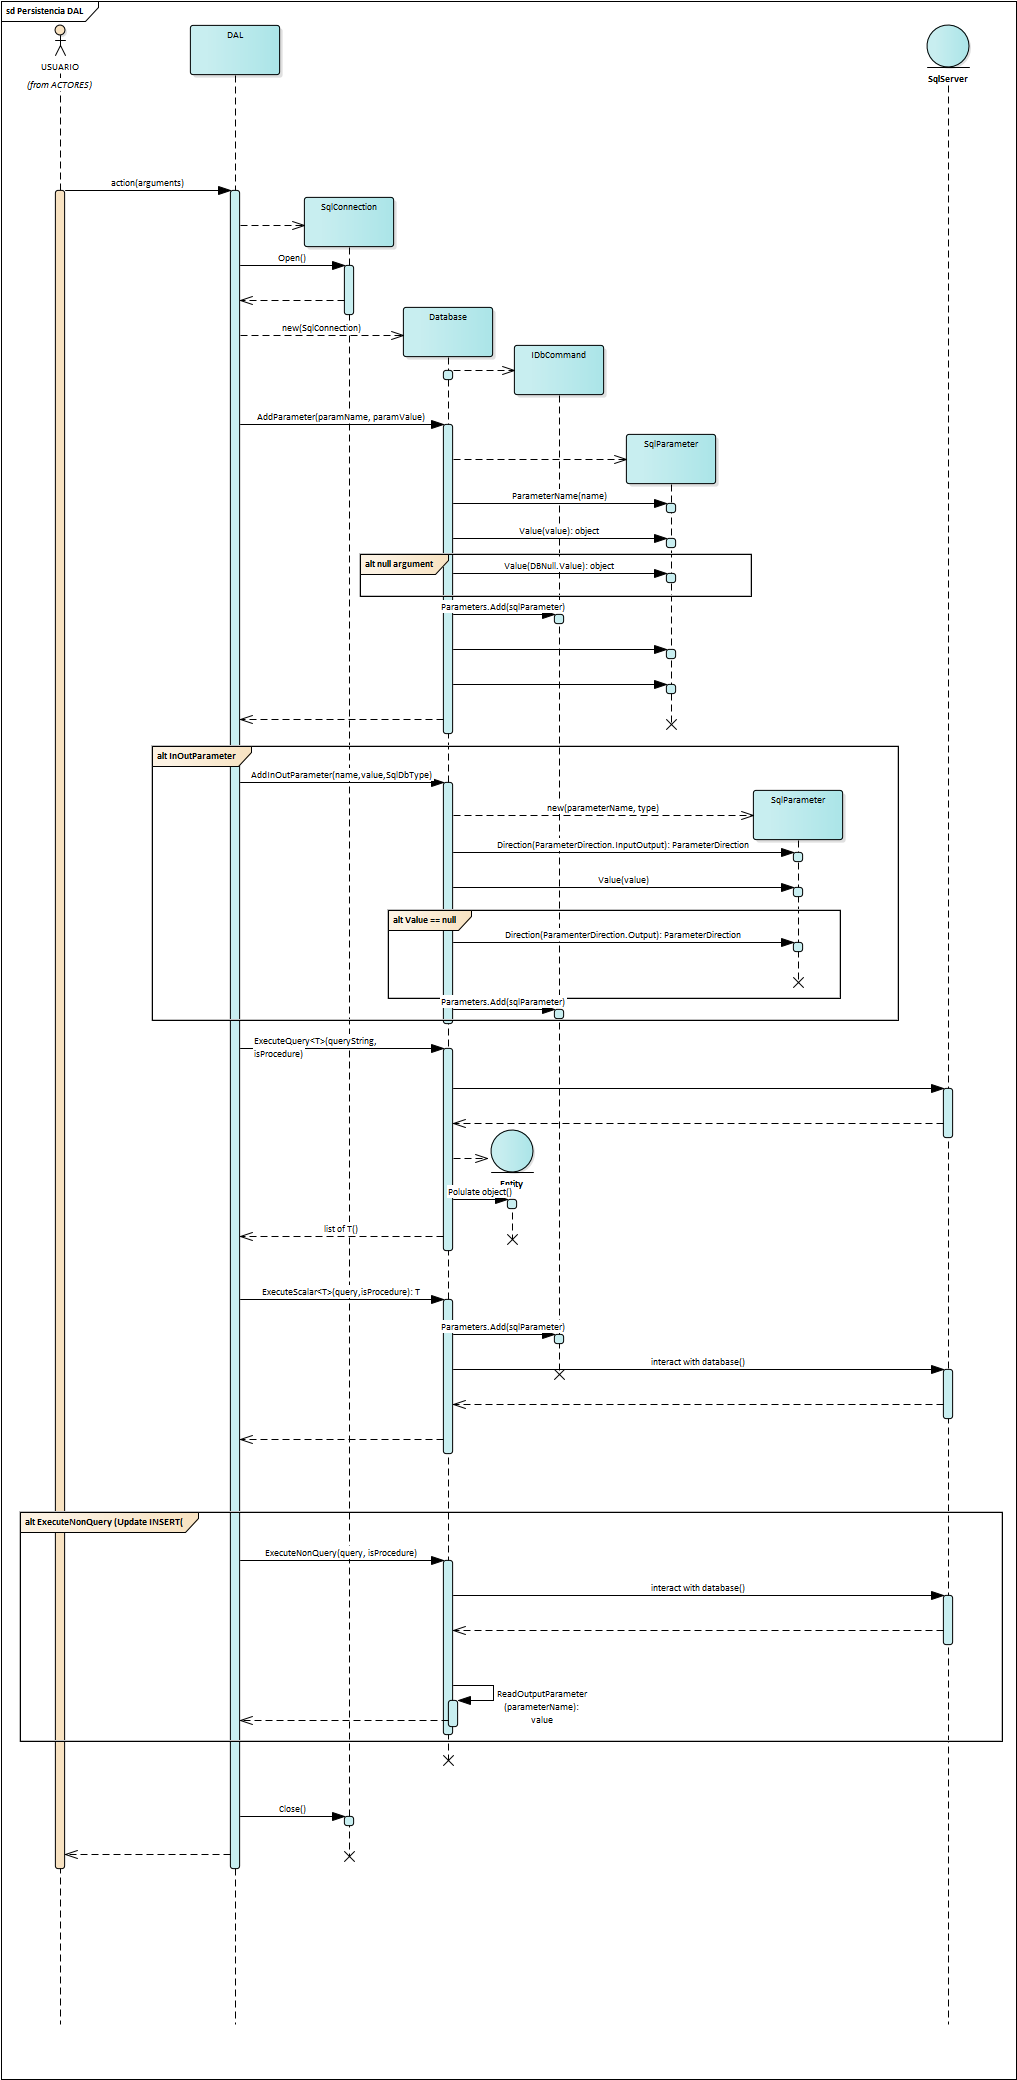 sd Persistencia DAL
USUARIO
(from ACTORES)
DAL
SqlServer
action(arguments)
SqlConnection
Open()
Database
new(SqlConnection)
IDbCommand
AddParameter(paramName, paramValue)
SqlParameter
ParameterName(name)
Value(value): object
alt null argument
Value(DBNull.Value): object
Parameters.Add(sqlParameter)
alt InOutParameter
AddInOutParameter(name,value,SqlDbType)
SqlParameter
new(parameterName, type)
Direction(ParameterDirection.InputOutput): ParameterDirection
Value(value)
alt Value == null
Direction(ParamenterDirection.Output): ParameterDirection
Parameters.Add(sqlParameter)
ExecuteQuery<T>(queryString,
isProcedure)
Entity
Polulate object()
list of T()
ExecuteScalar<T>(query,isProcedure): T
Parameters.Add(sqlParameter)
interact with database()
alt ExecuteNonQuery (Update INSERT(
ExecuteNonQuery(query, isProcedure)
interact with database()
ReadOutputParameter
(parameterName):
value
Close()